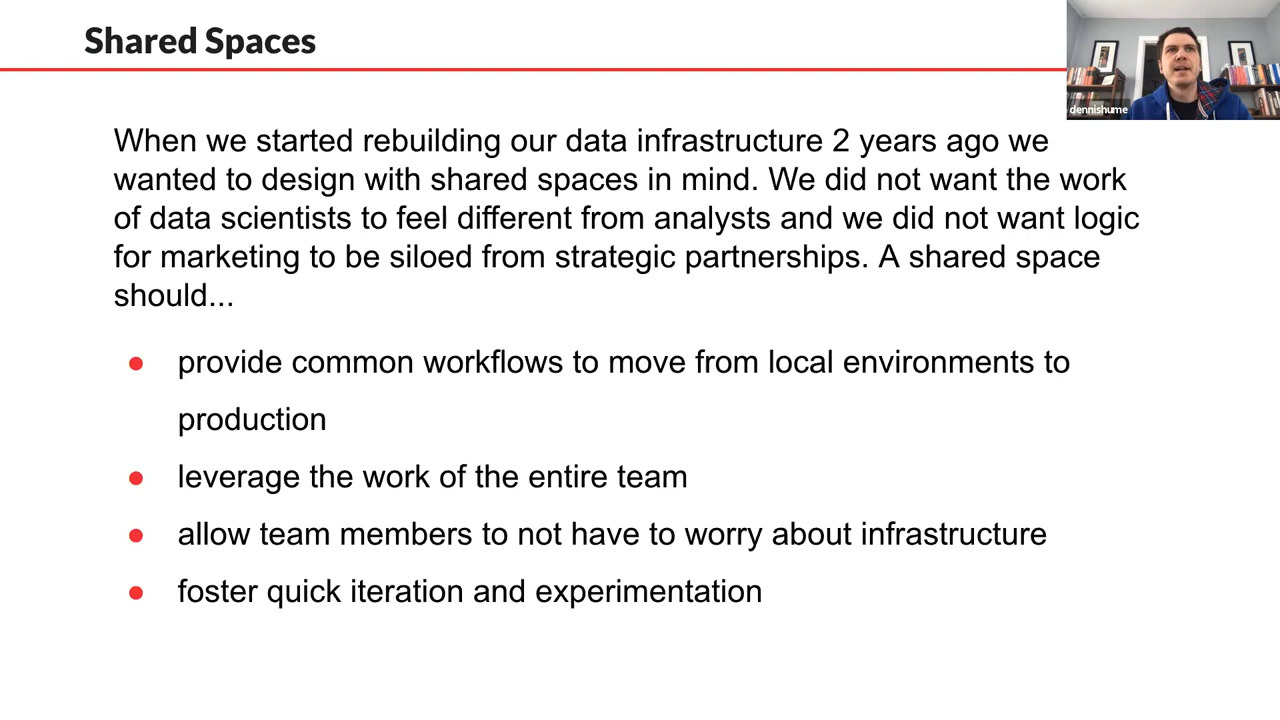 Shared Spaces
dennishume
When we started rebuilding our data infrastructure 2 years ago we
wanted to design with shared spaces in mind. We did not want the work
of data scientists to feel different from analysts and we did not want logic
for marketing to be siloed from strategic partnerships. A shared space
should...
● provide common workflows to move from local environments to
production
● leverage the work of the entire team
● allow team members to not have to worry about infrastructure
● foster quick iteration and experimentation